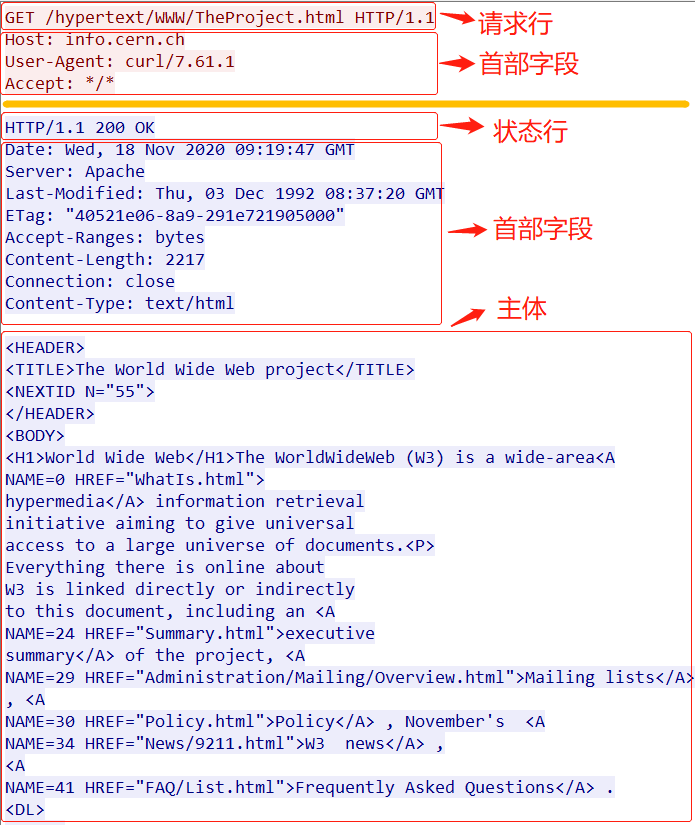 GET /hypertext/WWW/TheProject.html HTTP/1.1
请求行
Host: info.cern.ch
User-Agent: curl/7.61.1
首部字段
Accept: */*
HTTP/1.1 200 OK
状态行
Date: Wed, 18 Nov 2020 09:19:47 GMT
Server: Apache
Last-Modified: Thu, 03 Dec 1992 08:37:20 GMT
ETag: "40521e06-8a9-291e721905000"
首部字段
Accept-Ranges: bytes
Content-Length: 2217
Connection: close
Content-Type: text/html
主体
<HEADER>
<TITLE>The World Wide Web project</TITLE>
<NEXTID N="55">
</HEADER>
<BODY>
<H1>World Wide Web</H1>The WorldWideWeb (W3) is a wide-area<A
NAME=0 HREF="WhatIs.html">
hypermedia</A> information retrieval
initiative aiming to give universal
access to a large universe of documents.<P>
Everything there is online about
W3 is linked directly or indirectly
to this document, including an <A
NAME=24 HREF="Summary.html">executive
summary</A> of the project, <A
NAME=29 HREF="Administration/Mailing/Overview.html">Mailing lists</A>
, <A
NAME=30 HREF="Policy.html">Policy</A> , November's  <A
NAME=34 HREF="News/9211.html">W3  news</A> ,
<A
NAME=41 HREF="FAQ/List.html">Frequently Asked Questions</A> .
<DL>